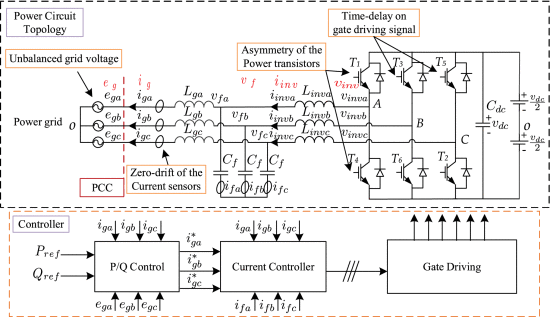 Power Circuit Topology
Time-delay on gate driving signal
Asymmetry of the Power transistors
Unbalanced grid voltage
e_g i_g v_f i_inv v_inv
T_1 T_3 T_5
L_ga L_inva
e_ga i_ga v_fa i_inva v_inva A
L_gb L_invb
Power grid o e_gb i_gb v_fb i_invb v_invb B
L_gc L_invc
e_gc i_gc v_fc i_invc v_invc C
C_dc v_dc
v_dc/2
o
v_dc/2
C_f C_f C_f
T_4 T_6 T_2
i_fa i_fb i_fc
PCC
Zero-drift of the Current sensors
Controller
i_ga i_gb i_gc
i_ga i_gb i_gc
P_ref
Q_ref
P/Q Control
i*_ga
i*_gb
i*_gc
Current Controller
Gate Driving
e_ga e_gb e_gc
i_fa i_fb i_fc